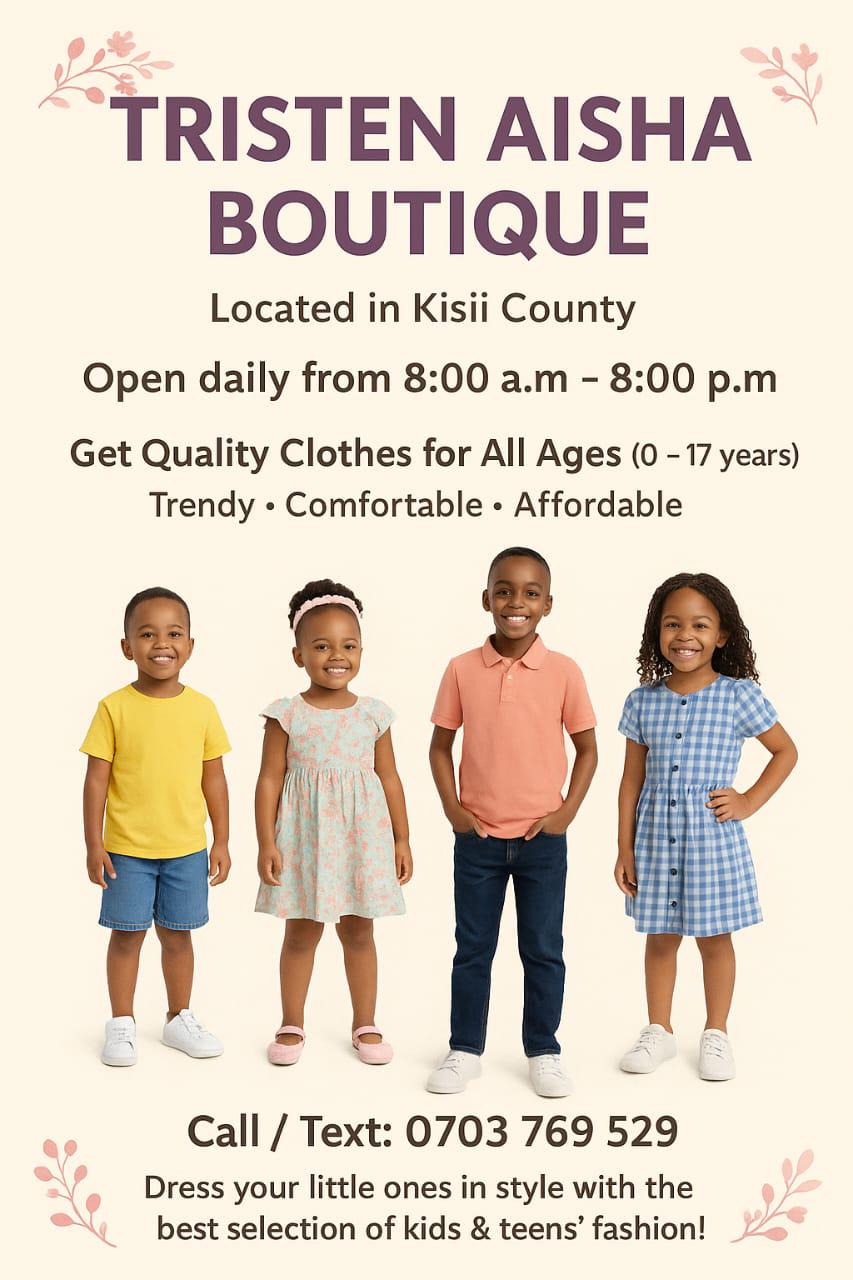 TRISTEN AISHA
BOUTIQUE
Located in Kisii County
Open daily from 8:00 a.m – 8:00 p.m
Get Quality Clothes for All Ages (0 – 17 years)
Trendy • Comfortable • Affordable
Call / Text: 0703 769 529
Dress your little ones in style with the
best selection of kids & teens’ fashion!